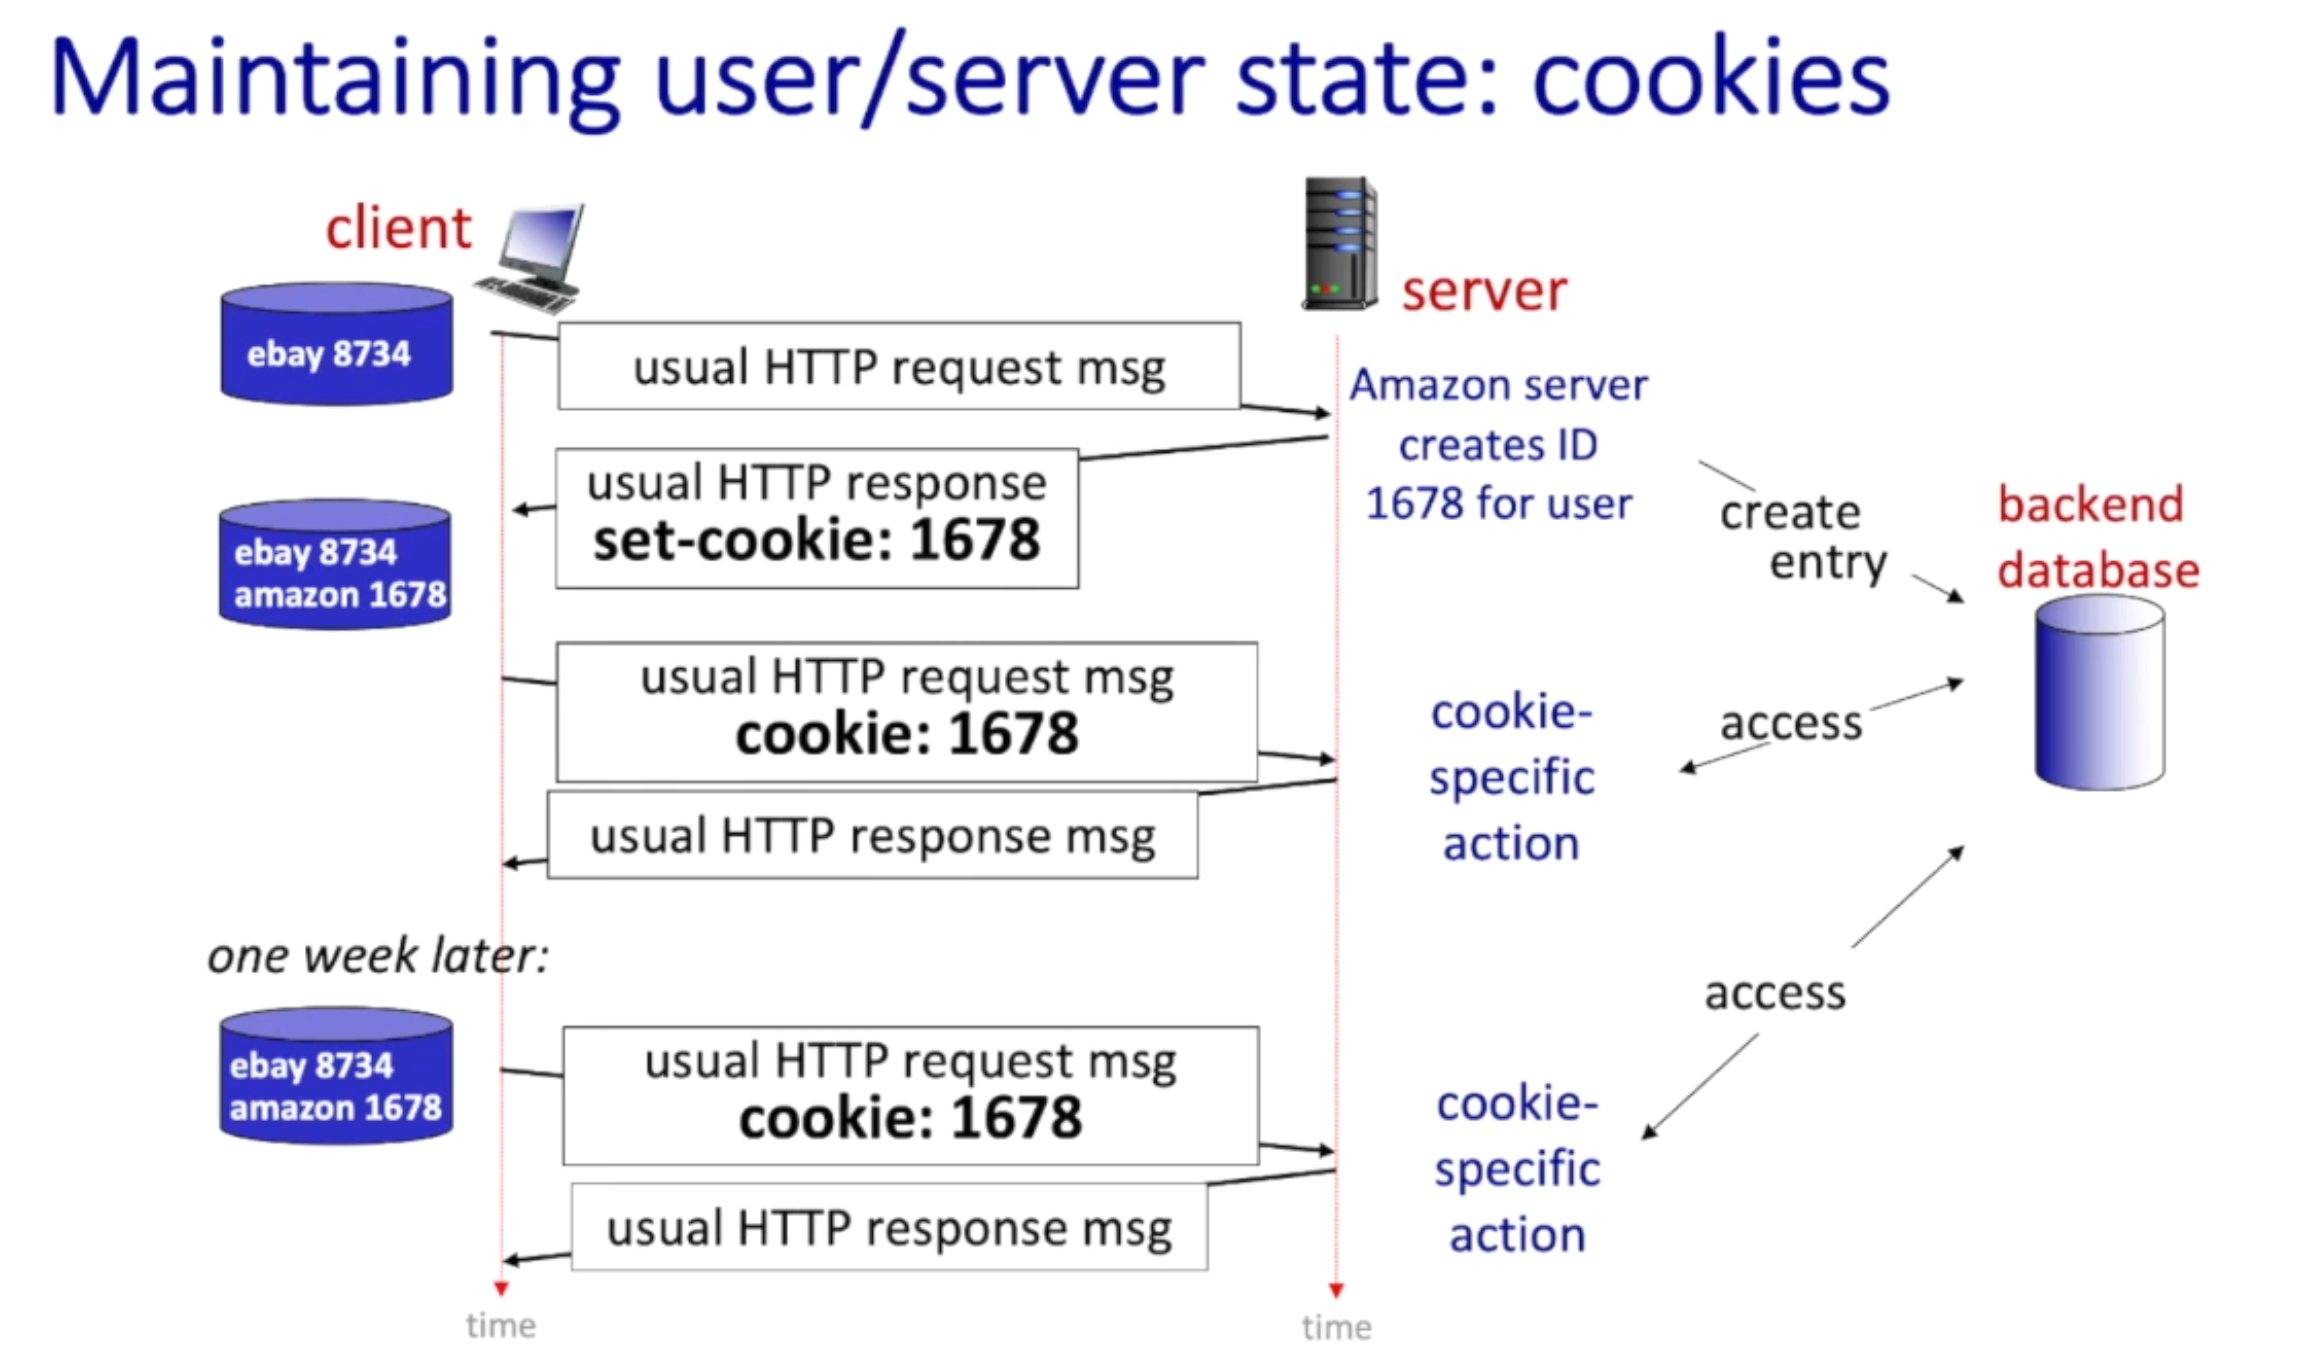 Maintaining user/server state: cookies
client
server
ebay 8734
usual HTTP request msg
Amazon server
creates ID
1678 for user
usual HTTP response
set-cookie: 1678
create
entry
backend
database
ebay 8734
amazon 1678
usual HTTP request msg
cookie: 1678
cookie-
specific
action
access
usual HTTP response msg
one week later:
access
ebay 8734
amazon 1678
usual HTTP request msg
cookie: 1678
cookie-
specific
action
usual HTTP response msg
time
time